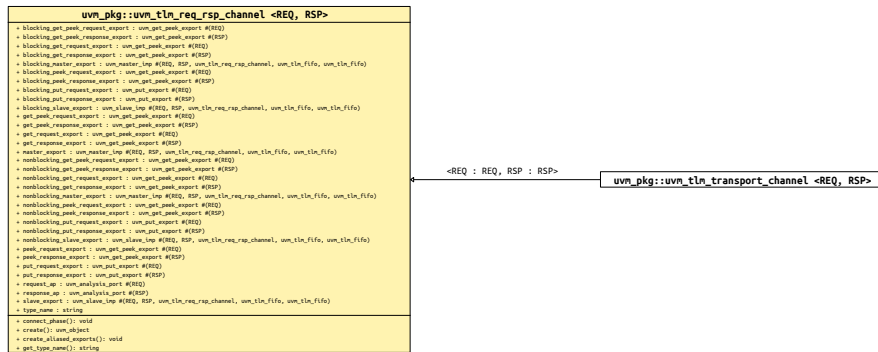 uvm_pkg::uvm_tlm_req_rsp_channel <REQ, RSP>
+ blocking_get_peek_request_export : uvm_get_peek_export #(REQ)
+ blocking_get_peek_response_export : uvm_get_peek_export #(RSP)
+ blocking_get_request_export : uvm_get_peek_export #(REQ)
+ blocking_get_response_export : uvm_get_peek_export #(RSP)
+ blocking_master_export : uvm_master_imp #(REQ, RSP, uvm_tlm_req_rsp_channel, uvm_tlm_fifo, uvm_tlm_fifo)
+ blocking_peek_request_export : uvm_get_peek_export #(REQ)
+ blocking_peek_response_export : uvm_get_peek_export #(RSP)
+ blocking_put_request_export : uvm_put_export #(REQ)
+ blocking_put_response_export : uvm_put_export #(RSP)
+ blocking_slave_export : uvm_slave_imp #(REQ, RSP, uvm_tlm_req_rsp_channel, uvm_tlm_fifo, uvm_tlm_fifo)
+ get_peek_request_export : uvm_get_peek_export #(REQ)
+ get_peek_response_export : uvm_get_peek_export #(RSP)
+ get_request_export : uvm_get_peek_export #(REQ)
+ get_response_export : uvm_get_peek_export #(RSP)
+ master_export : uvm_master_imp #(REQ, RSP, uvm_tlm_req_rsp_channel, uvm_tlm_fifo, uvm_tlm_fifo)
+ nonblocking_get_peek_request_export : uvm_get_peek_export #(REQ)
+ nonblocking_get_peek_response_export : uvm_get_peek_export #(RSP)
+ nonblocking_get_request_export : uvm_get_peek_export #(REQ)
+ nonblocking_get_response_export : uvm_get_peek_export #(RSP)
+ nonblocking_master_export : uvm_master_imp #(REQ, RSP, uvm_tlm_req_rsp_channel, uvm_tlm_fifo, uvm_tlm_fifo)
+ nonblocking_peek_request_export : uvm_get_peek_export #(REQ)
+ nonblocking_peek_response_export : uvm_get_peek_export #(RSP)
+ nonblocking_put_request_export : uvm_put_export #(REQ)
+ nonblocking_put_response_export : uvm_put_export #(RSP)
+ nonblocking_slave_export : uvm_slave_imp #(REQ, RSP, uvm_tlm_req_rsp_channel, uvm_tlm_fifo, uvm_tlm_fifo)
+ peek_request_export : uvm_get_peek_export #(REQ)
+ peek_response_export : uvm_get_peek_export #(RSP)
+ put_request_export : uvm_put_export #(REQ)
+ put_response_export : uvm_put_export #(RSP)
+ request_ap : uvm_analysis_port #(REQ)
+ response_ap : uvm_analysis_port #(RSP)
+ slave_export : uvm_slave_imp #(REQ, RSP, uvm_tlm_req_rsp_channel, uvm_tlm_fifo, uvm_tlm_fifo)
+ type_name : string
+ connect_phase(): void
+ create(): uvm_object
+ create_aliased_exports(): void
+ get_type_name(): string
<REQ : REQ, RSP : RSP>
uvm_pkg::uvm_tlm_transport_channel <REQ, RSP>